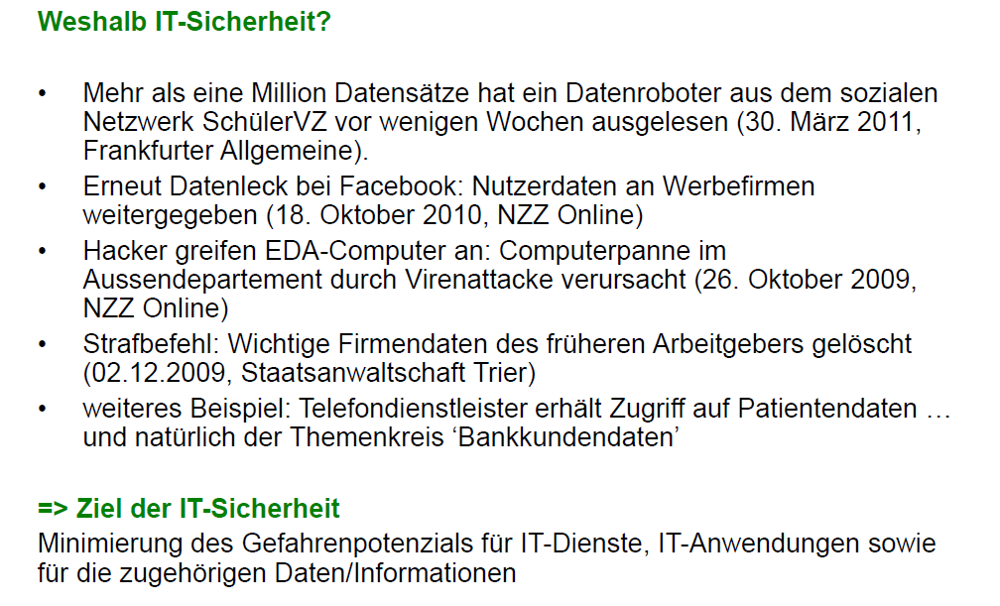 Weshalb IT-Sicherheit?
• Mehr als eine Million Datensätze hat ein Datenroboter aus dem sozialen
Netzwerk SchülerVZ vor wenigen Wochen ausgelesen (30. März 2011,
Frankfurter Allgemeine).
• Erneut Datenleck bei Facebook: Nutzerdaten an Werbefirmen
weitergegeben (18. Oktober 2010, NZZ Online)
• Hacker greifen EDA-Computer an: Computerpanne im
Aussendepartement durch Virenattacke verursacht (26. Oktober 2009,
NZZ Online)
• Strafbefehl: Wichtige Firmendaten des früheren Arbeitgebers gelöscht
(02.12.2009, Staatsanwaltschaft Trier)
• weiteres Beispiel: Telefondienstleister erhält Zugriff auf Patientendaten …
und natürlich der Themenkreis ‘Bankkundendaten’
=> Ziel der IT-Sicherheit
Minimierung des Gefahrenpotenzials für IT-Dienste, IT-Anwendungen sowie
für die zugehörigen Daten/Informationen